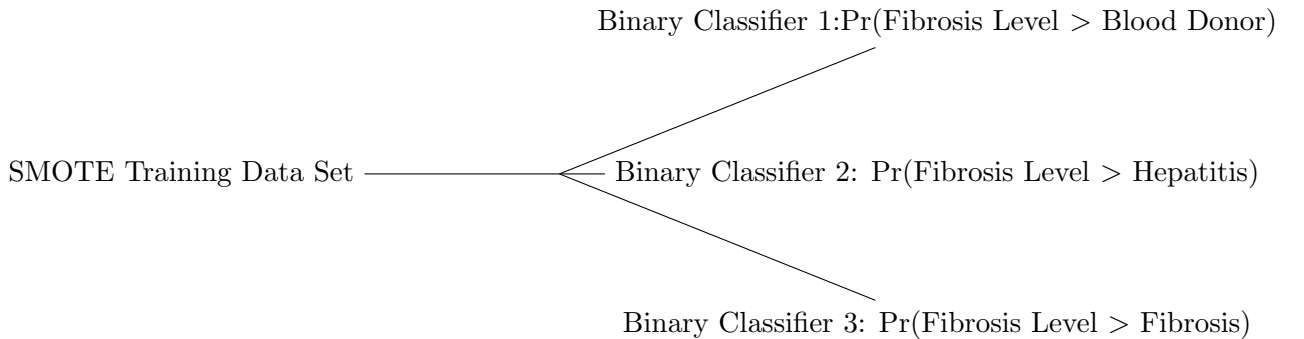 Binary Classifier 1:Pr(Fibrosis Level > Blood Donor)
SMOTE Training Data Set
Binary Classifier 2: Pr(Fibrosis Level > Hepatitis)
Binary Classifier 3: Pr(Fibrosis Level > Fibrosis)